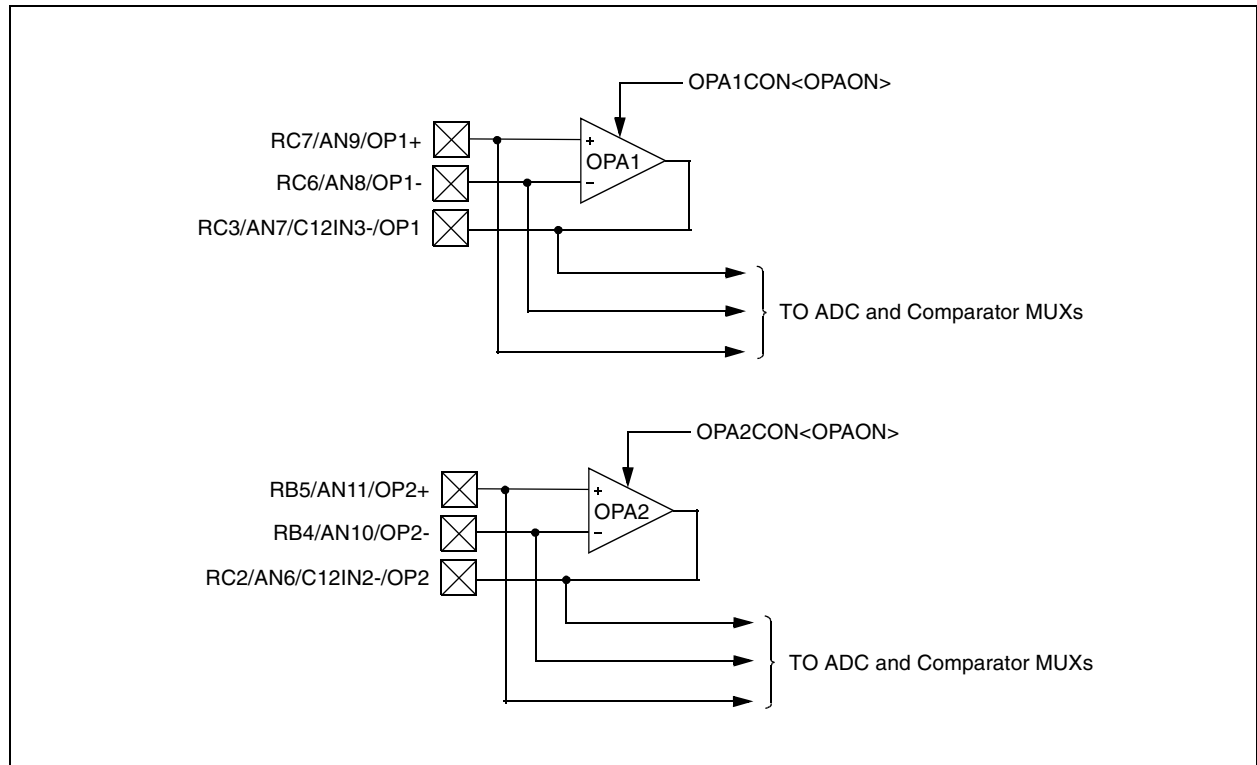 OPA1CON<OPAON>
RC7/AN9/OP1+
+
OPA1
RC6/AN8/OP1-
−
RC3/AN7/C12IN3-/OP1
TO ADC and Comparator MUXs
OPA2CON<OPAON>
RB5/AN11/OP2+
+
OPA2
RB4/AN10/OP2-
−
RC2/AN6/C12IN2-/OP2
TO ADC and Comparator MUXs